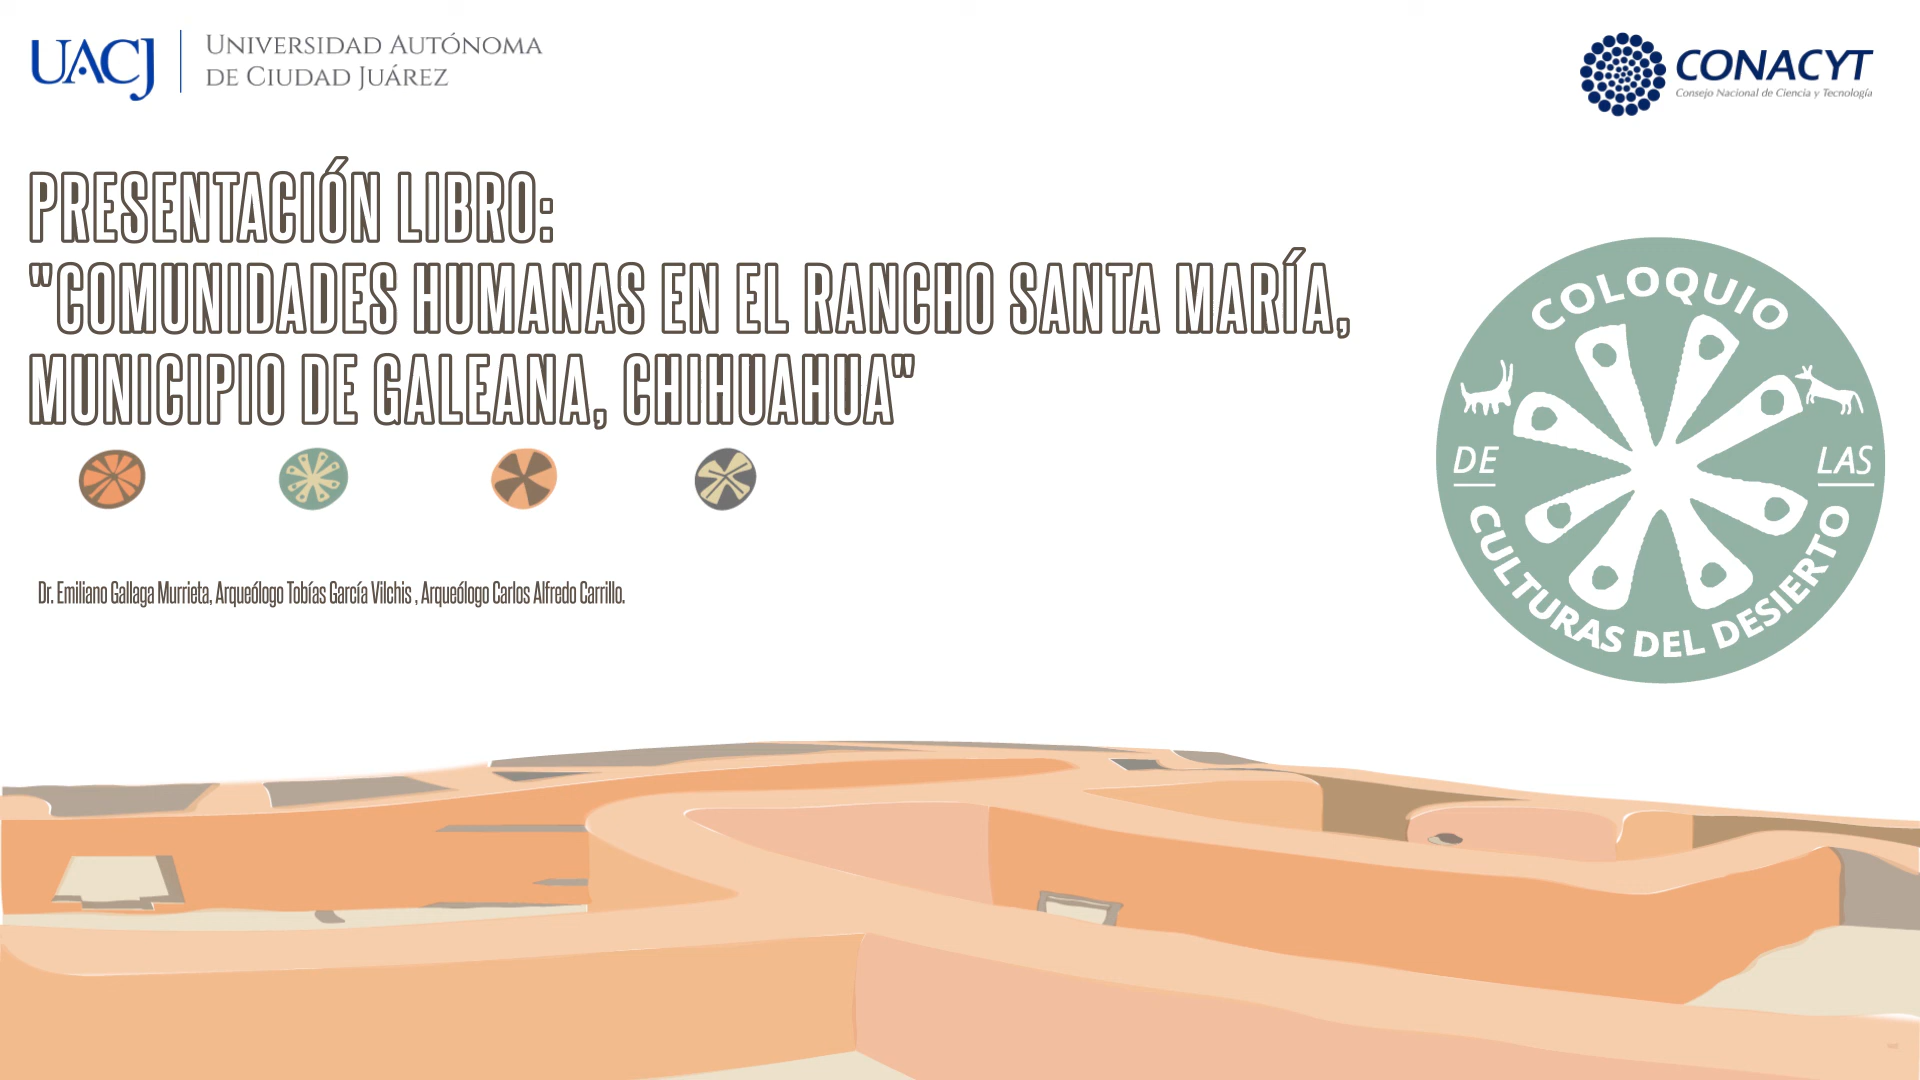 UACJ
UNIVERSIDAD AUTÓNOMA
DE CIUDAD JUÁREZ
CONACYT
Consejo Nacional de Ciencia y Tecnología
PRESENTACIÓN LIBRO:
"COMUNIDADES HUMANAS EN EL RANCHO SANTA MARÍA,
MUNICIPIO DE GALEANA, CHIHUAHUA"
Dr. Emiliano Gallaga Murrieta, Arqueólogo Tobías García Vilchis , Arqueólogo Carlos Alfredo Carrillo.
COLOQUIO
DE LAS
CULTURAS DEL DESIERTO